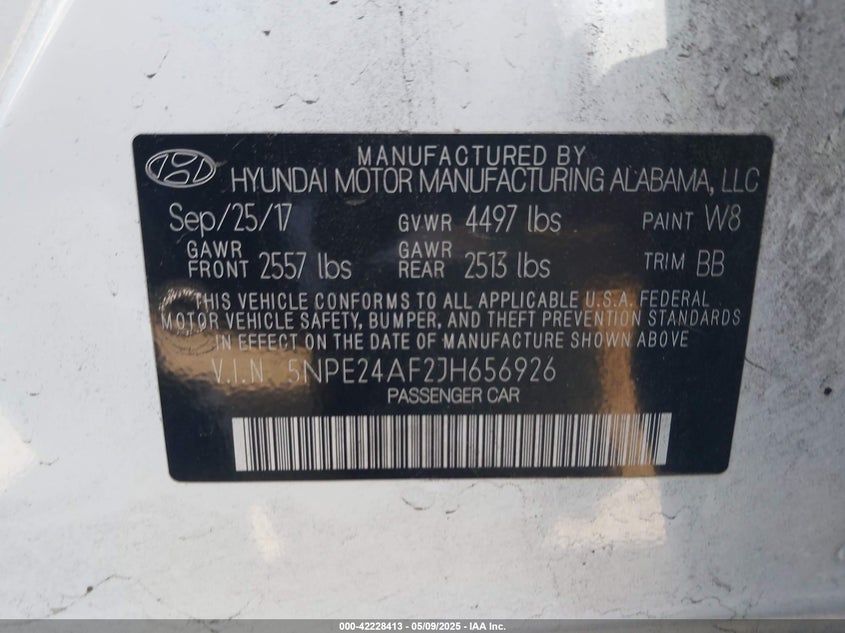 MANUFACTURED BY
HYUNDAI MOTOR MANUFACTURING ALABAMA, LLC
Sep/25/17 GVWR 4497 lbs PAINT W8
GAWR FRONT 2557 lbs GAWR REAR 2513 lbs TRIM BB
THIS VEHICLE CONFORMS TO ALL APPLICABLE U.S.A. FEDERAL
MOTOR VEHICLE SAFETY, BUMPER, AND THEFT PREVENTION STANDARDS
IN EFFECT ON THE DATE OF MANUFACTURE SHOWN ABOVE.
V.I.N 5NPE24AF2JH656926
PASSENGER CAR
000-42228413 - 05/09/2025 - IAA Inc.